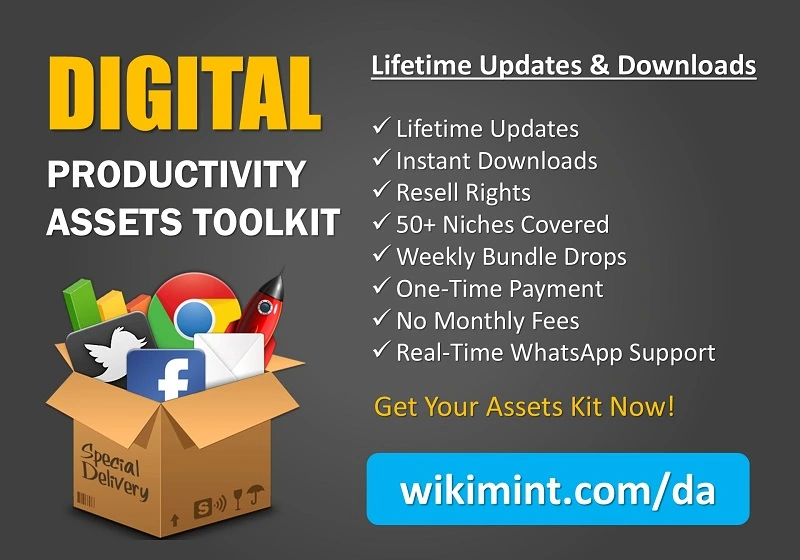 DIGITAL
PRODUCTIVITY
ASSETS TOOLKIT
Special
Delivery
Lifetime Updates & Downloads
✓ Lifetime Updates
✓ Instant Downloads
✓ Resell Rights
✓ 50+ Niches Covered
✓ Weekly Bundle Drops
✓ One-Time Payment
✓ No Monthly Fees
✓ Real-Time WhatsApp Support
Get Your Assets Kit Now!
wikimint.com/da